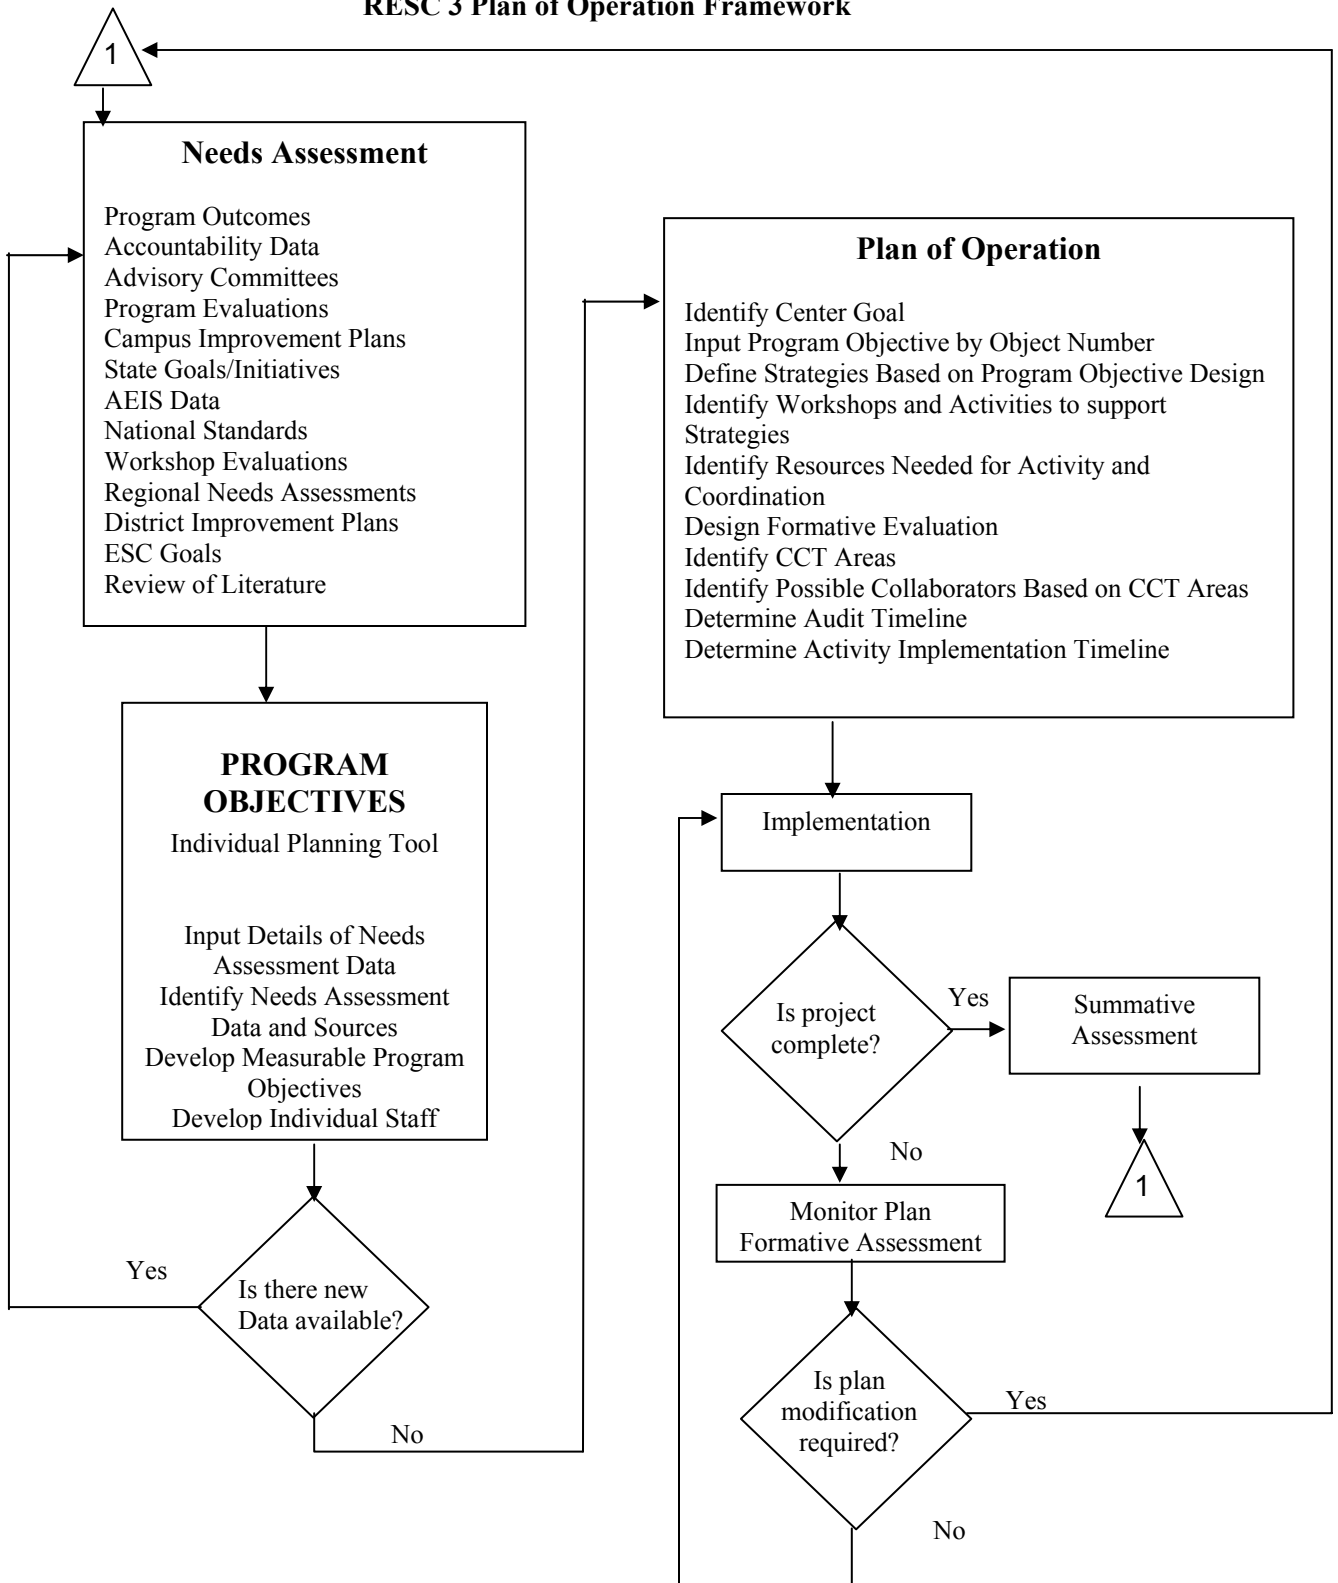 RESC 3 Plan of Operation Framework
1
Needs Assessment
Program Outcomes
Accountability Data
Advisory Committees
Program Evaluations
Campus Improvement Plans
State Goals/Initiatives
AEIS Data
National Standards
Workshop Evaluations
Regional Needs Assessments
District Improvement Plans
ESC Goals
Review of Literature
PROGRAM
OBJECTIVES
Individual Planning Tool
Input Details of Needs
Assessment Data
Identify Needs Assessment
Data and Sources
Develop Measurable Program
Objectives
Develop Individual Staff
Yes
Is there new
Data available?
No
Plan of Operation
Identify Center Goal
Input Program Objective by Object Number
Define Strategies Based on Program Objective Design
Identify Workshops and Activities to support
Strategies
Identify Resources Needed for Activity and
Coordination
Design Formative Evaluation
Identify CCT Areas
Identify Possible Collaborators Based on CCT Areas
Determine Audit Timeline
Determine Activity Implementation Timeline
Implementation
Is project
complete?
Yes
Summative
Assessment
1
No
Monitor Plan
Formative Assessment
Is plan
modification
required?
Yes
No